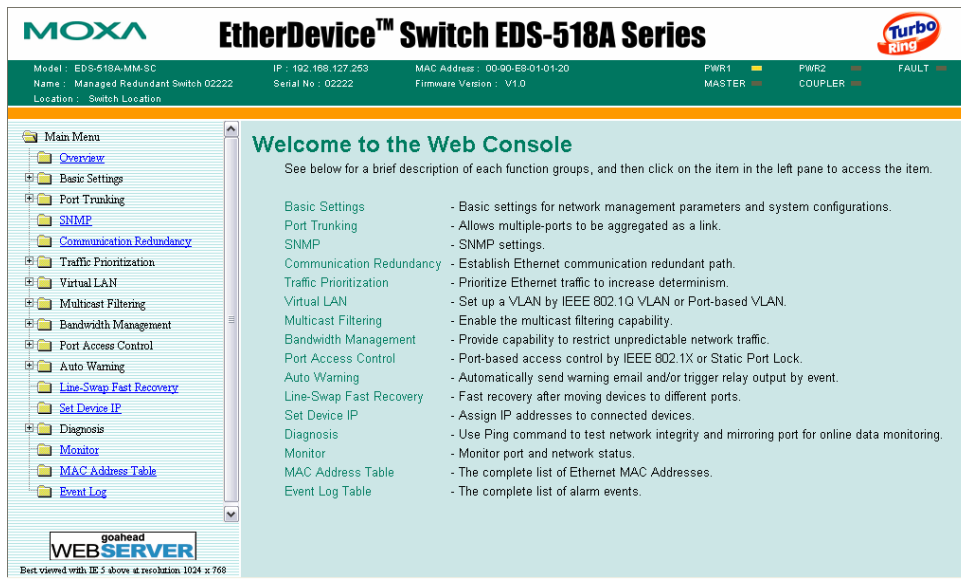 MOXA
EtherDevice™ Switch EDS-518A Series
Turbo
Ring
Model : EDS-518A-MM-SC
IP : 192.168.127.253
MAC Address : 00-90-E8-01-01-20
PWR1
PWR2
FAULT
Name : Managed Redundant Switch 02222
Serial No : 02222
Firmware Version : V1.0
MASTER
COUPLER
Location : Switch Location
Main Menu
Overview
Basic Settings
Port Trunking
SNMP
Communication Redundancy
Traffic Prioritization
Virtual LAN
Multicast Filtering
Bandwidth Management
Port Access Control
Auto Warning
Line-Swap Fast Recovery
Set Device IP
Diagnosis
Monitor
MAC Address Table
Event Log
goahead
WEBSERVER
Best viewed with IE 5 above at resolution 1024 x 768
Welcome to the Web Console
See below for a brief description of each function groups, and then click on the item in the left pane to access the item.
Basic Settings - Basic settings for network management parameters and system configurations.
Port Trunking - Allows multiple-ports to be aggregated as a link.
SNMP - SNMP settings.
Communication Redundancy - Establish Ethernet communication redundant path.
Traffic Prioritization - Prioritize Ethernet traffic to increase determinism.
Virtual LAN - Set up a VLAN by IEEE 802.1Q VLAN or Port-based VLAN.
Multicast Filtering - Enable the multicast filtering capability.
Bandwidth Management - Provide capability to restrict unpredictable network traffic.
Port Access Control - Port-based access control by IEEE 802.1X or Static Port Lock.
Auto Warning - Automatically send warning email and/or trigger relay output by event.
Line-Swap Fast Recovery - Fast recovery after moving devices to different ports.
Set Device IP - Assign IP addresses to connected devices.
Diagnosis - Use Ping command to test network integrity and mirroring port for online data monitoring.
Monitor - Monitor port and network status.
MAC Address Table - The complete list of Ethernet MAC Addresses.
Event Log Table - The complete list of alarm events.